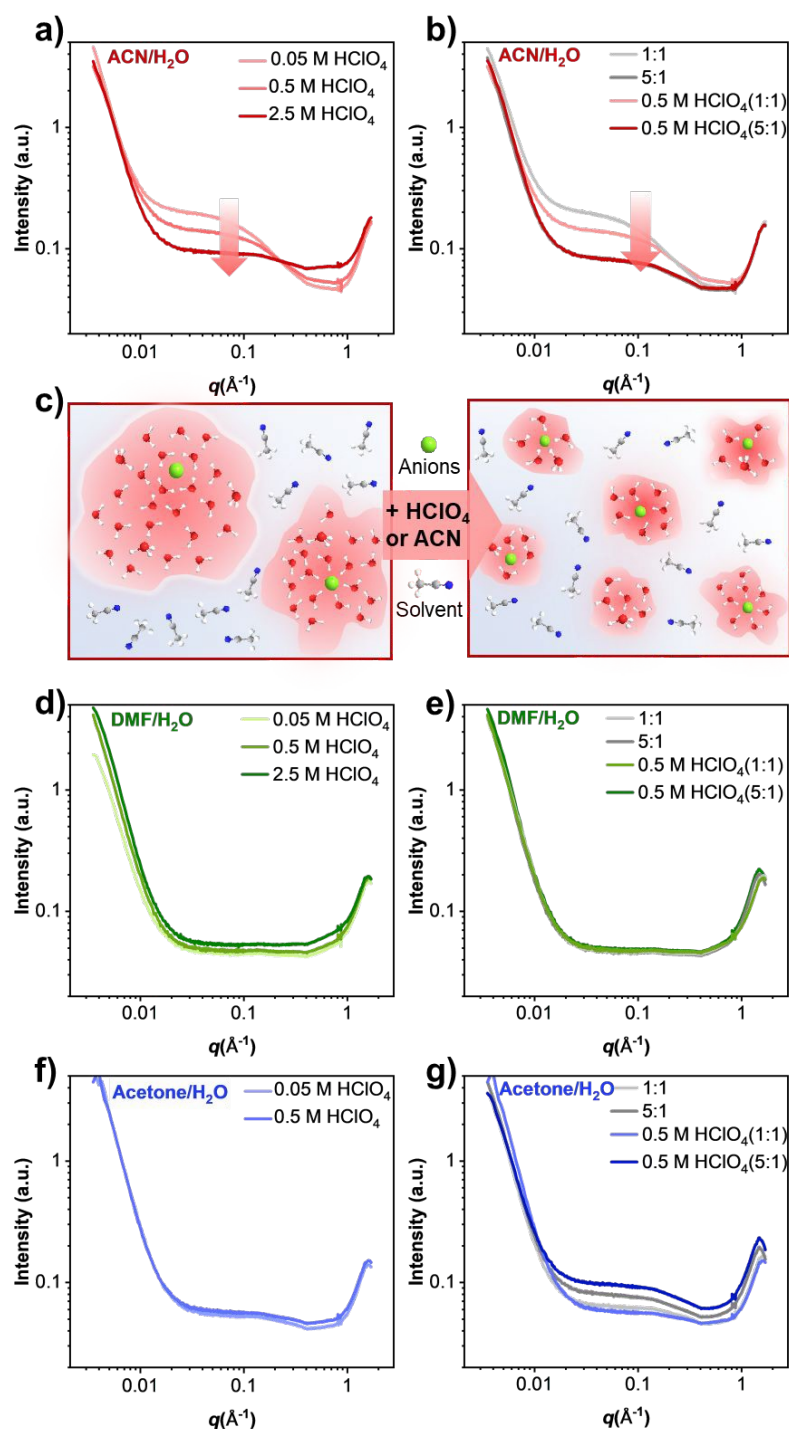 a)
ACN/H₂O
0.05 M HClO₄
0.5 M HClO₄
2.5 M HClO₄
Intensity (a.u.)
1
0.1
0.01
0.1
1
q(Å⁻¹)
b)
ACN/H₂O
1:1
5:1
0.5 M HClO₄(1:1)
0.5 M HClO₄(5:1)
Intensity (a.u.)
1
0.1
0.01
0.1
1
q(Å⁻¹)
c)
Anions
+ HClO₄
or ACN
Solvent
d)
DMF/H₂O
0.05 M HClO₄
0.5 M HClO₄
2.5 M HClO₄
Intensity (a.u.)
1
0.1
0.01
0.1
1
q(Å⁻¹)
e)
DMF/H₂O
1:1
5:1
0.5 M HClO₄(1:1)
0.5 M HClO₄(5:1)
Intensity (a.u.)
1
0.1
0.01
0.1
1
q(Å⁻¹)
f)
Acetone/H₂O
0.05 M HClO₄
0.5 M HClO₄
Intensity (a.u.)
1
0.1
0.01
0.1
1
q(Å⁻¹)
g)
Acetone/H₂O
1:1
5:1
0.5 M HClO₄(1:1)
0.5 M HClO₄(5:1)
Intensity (a.u.)
1
0.1
0.01
0.1
1
q(Å⁻¹)